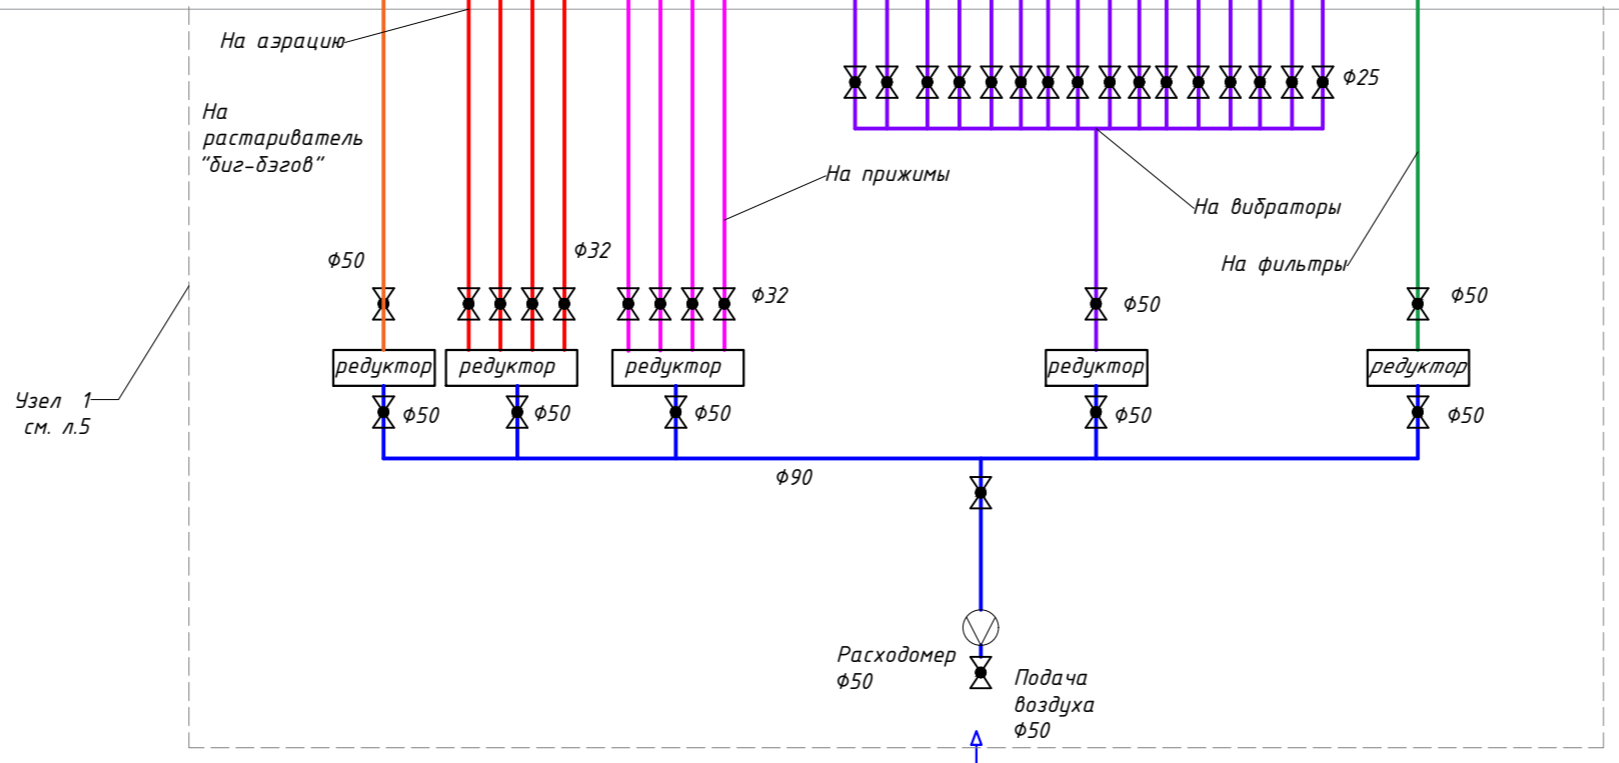 На аэрацию
Ф25
На
растариватель
"биг-бэгов"
На прижимы
На вибраторы
На фильтры
Ф50
Ф32
Ф32
Ф50
Ф50
редуктор
редуктор
редуктор
редуктор
редуктор
Узел 1
см. л.5
Ф50
Ф50
Ф50
Ф50
Ф50
Ф90
Расходомер
Ф50
Подача
воздуха
Ф50